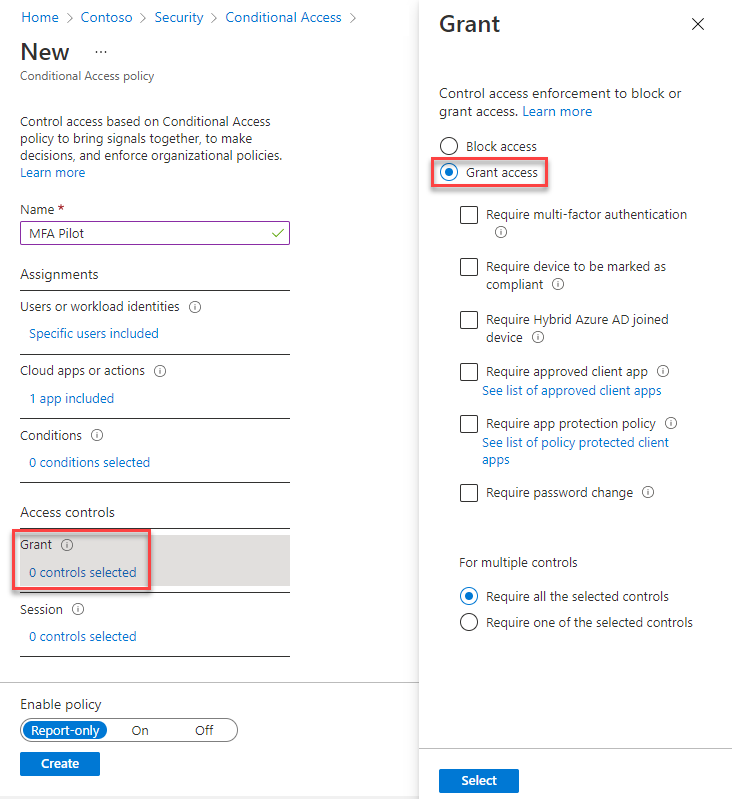 Home > Contoso > Security > Conditional Access >
New ...
Conditional Access policy
Control access based on Conditional Access
policy to bring signals together, to make
decisions, and enforce organizational policies.
Learn more
Name *
MFA Pilot
Assignments
Users or workload identities
Specific users included
Cloud apps or actions
1 app included
Conditions
0 conditions selected
Access controls
Grant
0 controls selected
Session
0 controls selected
Enable policy
Report-only On Off
Create
Grant
Control access enforcement to block or
grant access. Learn more
Block access
Grant access
Require multi-factor authentication
Require device to be marked as
compliant
Require Hybrid Azure AD joined
device
Require approved client app
See list of approved client apps
Require app protection policy
See list of policy protected client
apps
Require password change
For multiple controls
Require all the selected controls
Require one of the selected controls
Select